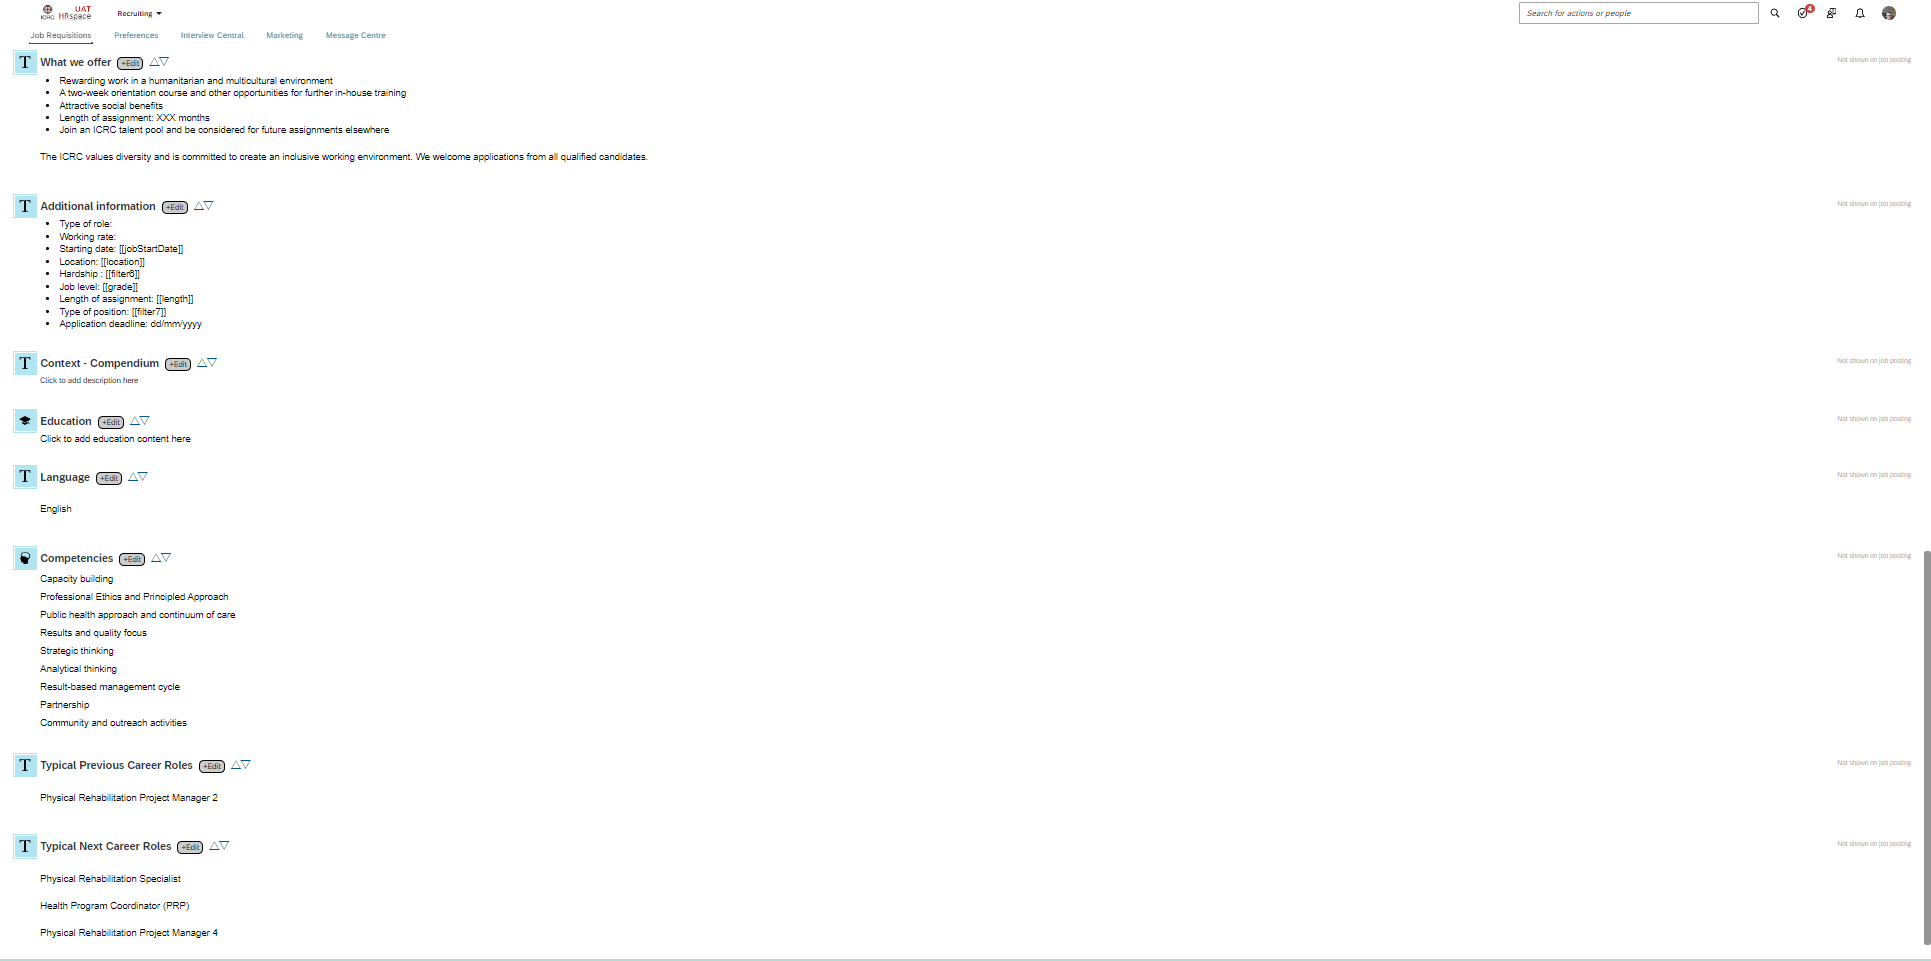 ICRC
UAT
HRspace
Recruiting
Search for actions or people
4
Job Requisitions
Preferences
Interview Central
Marketing
Message Centre
T What we offer +Edit
Not shown on job posting
• Rewarding work in a humanitarian and multicultural environment
• A two-week orientation course and other opportunities for further in-house training
• Attractive social benefits
• Length of assignment: XXX months
• Join an ICRC talent pool and be considered for future assignments elsewhere
The ICRC values diversity and is committed to create an inclusive working environment. We welcome applications from all qualified candidates.
T Additional information +Edit
Not shown on job posting
• Type of role:
• Working rate:
• Starting date: [[jobStartDate]]
• Location: [[location]]
• Hardship : [[filter6]]
• Job level: [[grade]]
• Length of assignment: [[length]]
• Type of position: [[filter7]]
• Application deadline: dd/mm/yyyy
T Context - Compendium +Edit
Not shown on job posting
Click to add description here
Education +Edit
Not shown on job posting
Click to add education content here
T Language +Edit
Not shown on job posting
English
Competencies +Edit
Not shown on job posting
Capacity building
Professional Ethics and Principled Approach
Public health approach and continuum of care
Results and quality focus
Strategic thinking
Analytical thinking
Result-based management cycle
Partnership
Community and outreach activities
T Typical Previous Career Roles +Edit
Not shown on job posting
Physical Rehabilitation Project Manager 2
T Typical Next Career Roles +Edit
Not shown on job posting
Physical Rehabilitation Specialist
Health Program Coordinator (PRP)
Physical Rehabilitation Project Manager 4